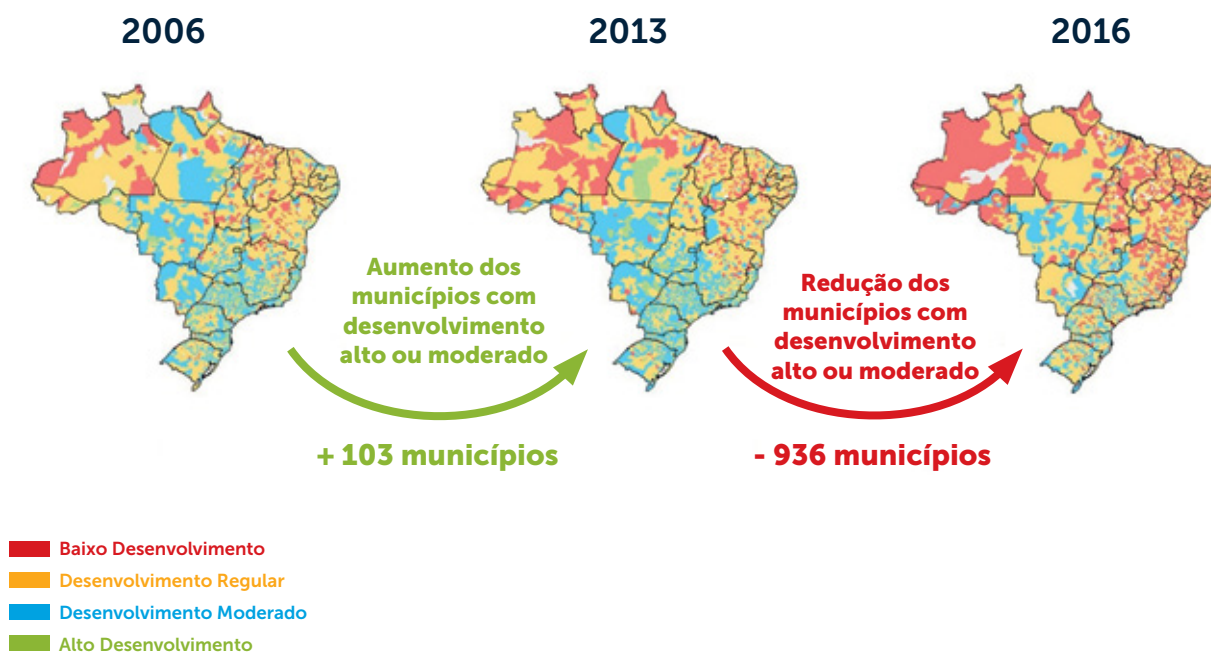 2006
2013
2016
Aumento dos
municípios com
desenvolvimento
alto ou moderado
+ 103 municípios
Redução dos
municípios com
desenvolvimento
alto ou moderado
- 936 municípios
Baixo Desenvolvimento
Desenvolvimento Regular
Desenvolvimento Moderado
Alto Desenvolvimento